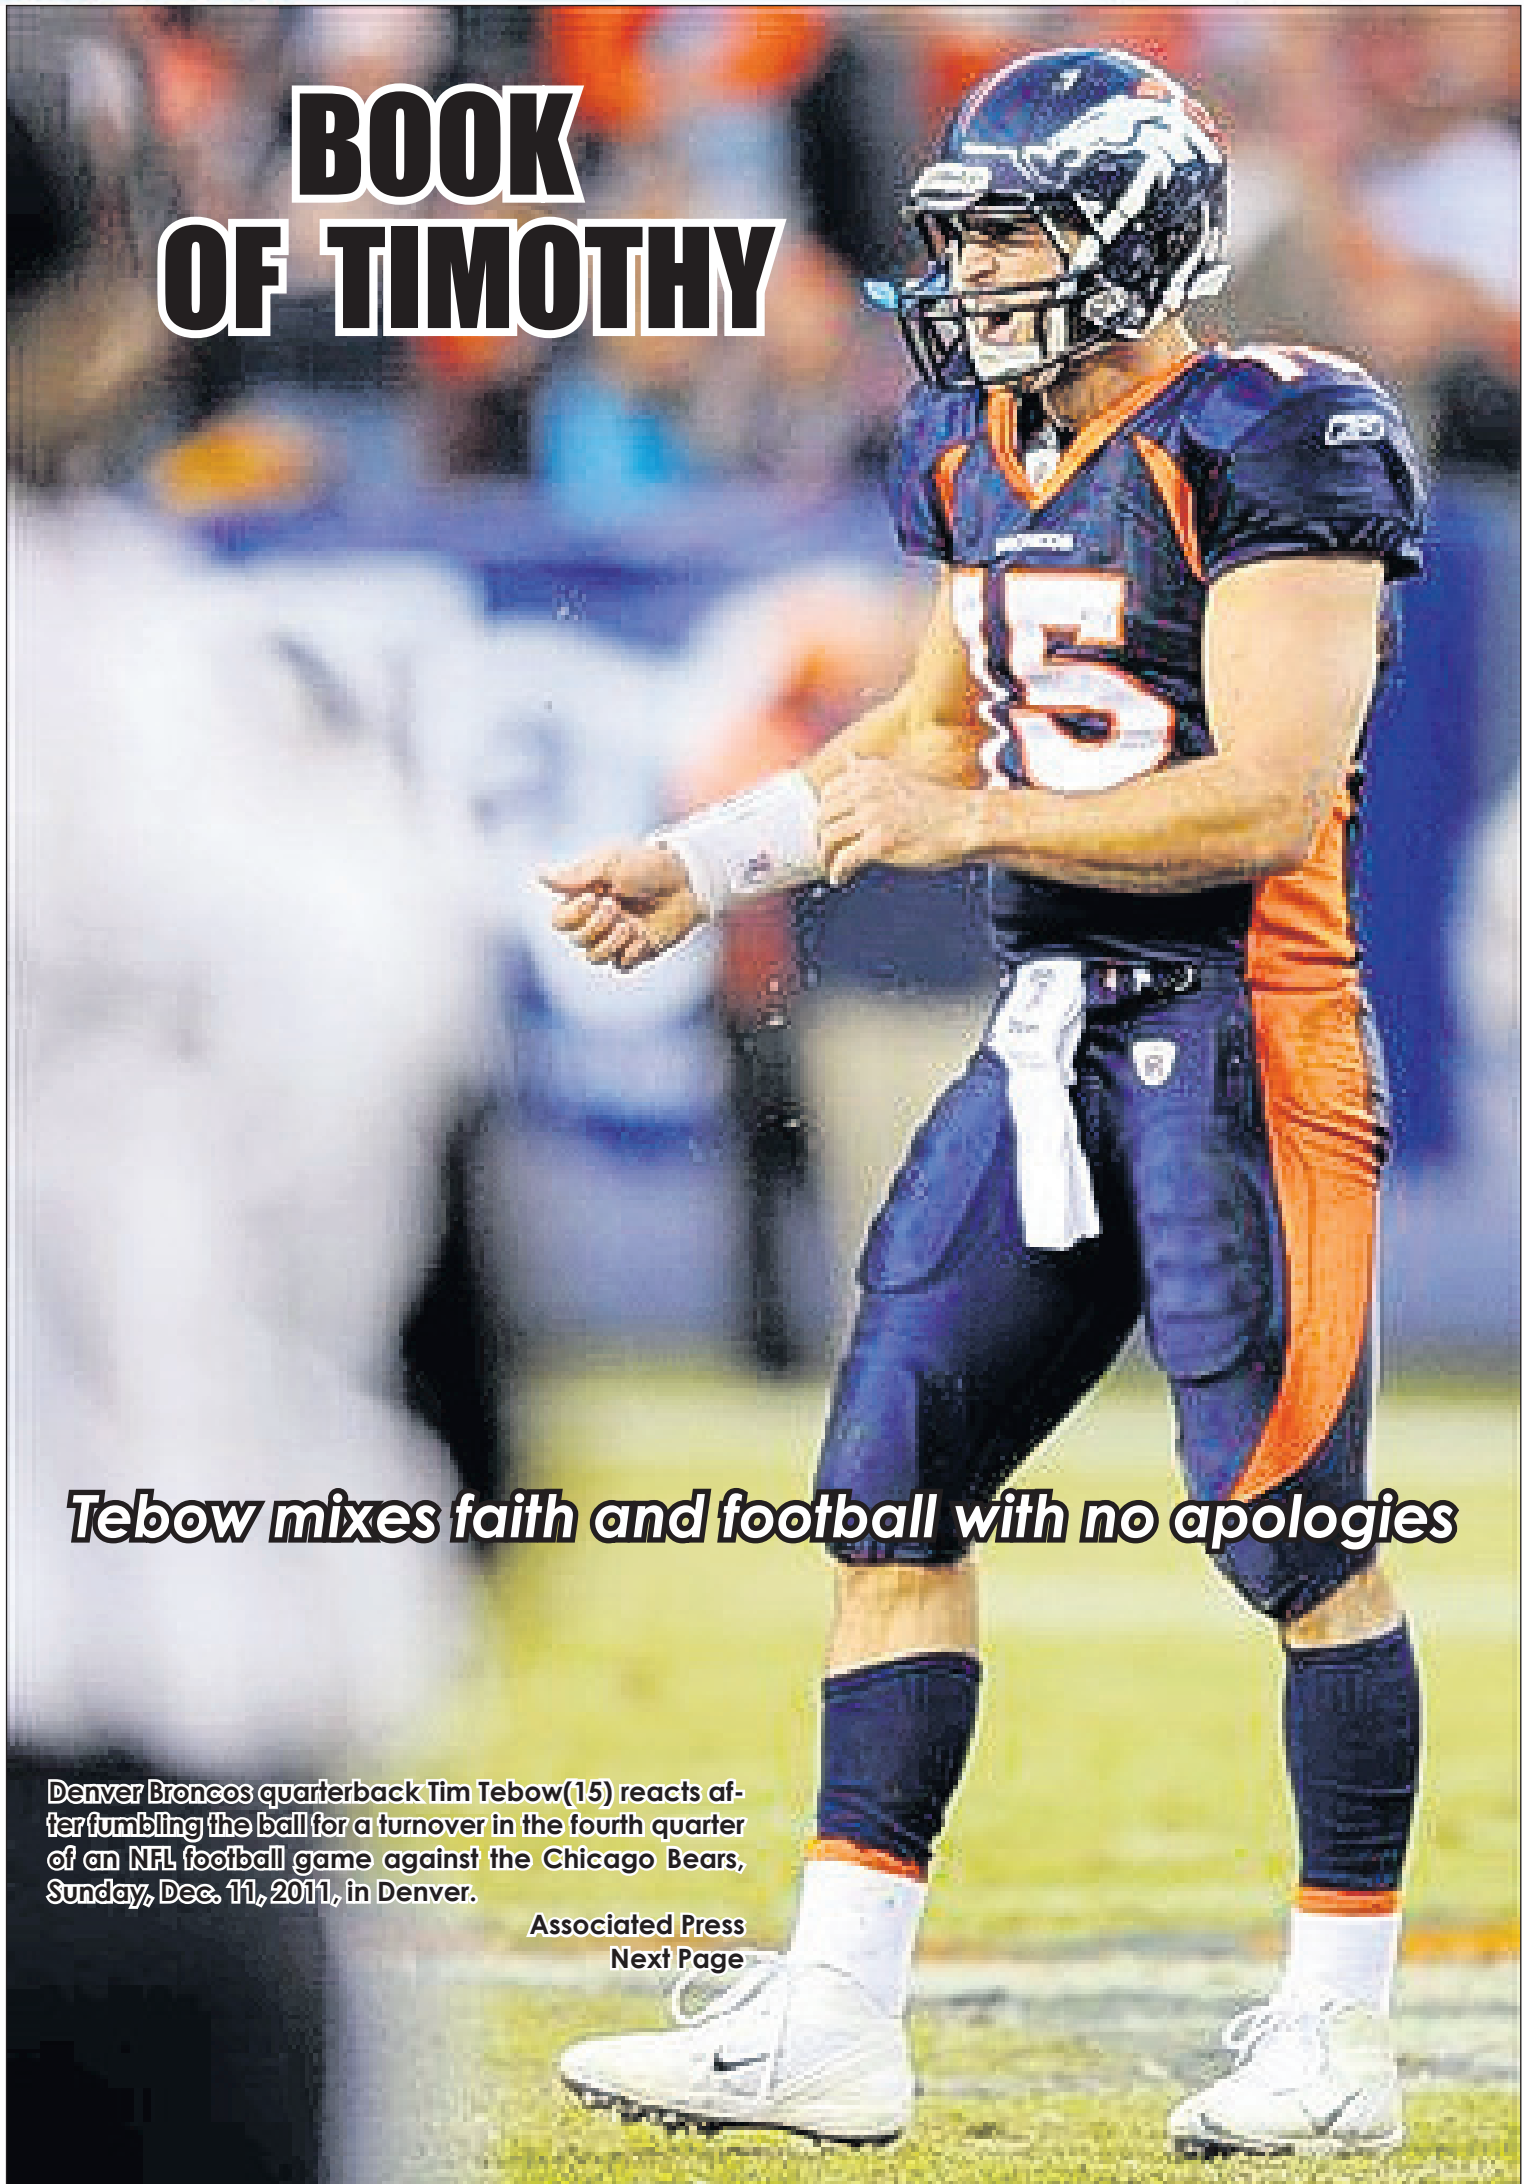 BOOK
OF TIMOTHY
BRONCOS
15
Tebow mixes faith and football with no apologies
Denver Broncos quarterback Tim Tebow(15) reacts af-
ter fumbling the ball for a turnover in the fourth quarter
of an NFL football game against the Chicago Bears,
Sunday, Dec. 11, 2011, in Denver.
Associated Press
Next Page